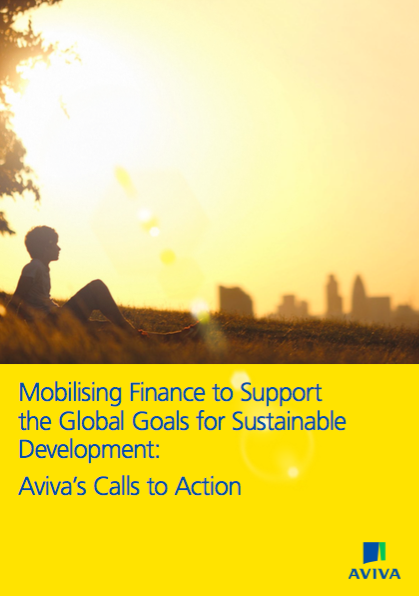 Mobilising Finance to Support
the Global Goals for Sustainable
Development:
Aviva's Calls to Action
AVIVA